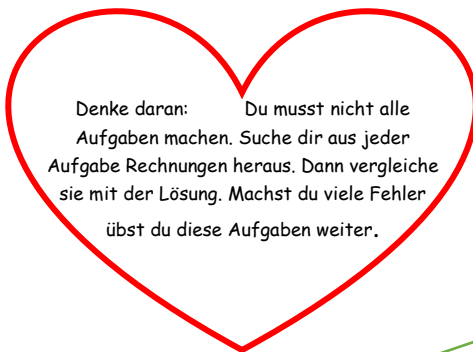 Denke daran: Du musst nicht alle
Aufgaben machen. Suche dir aus jeder
Aufgabe Rechnungen heraus. Dann vergleiche
sie mit der Lösung. Machst du viele Fehler
übst du diese Aufgaben weiter.